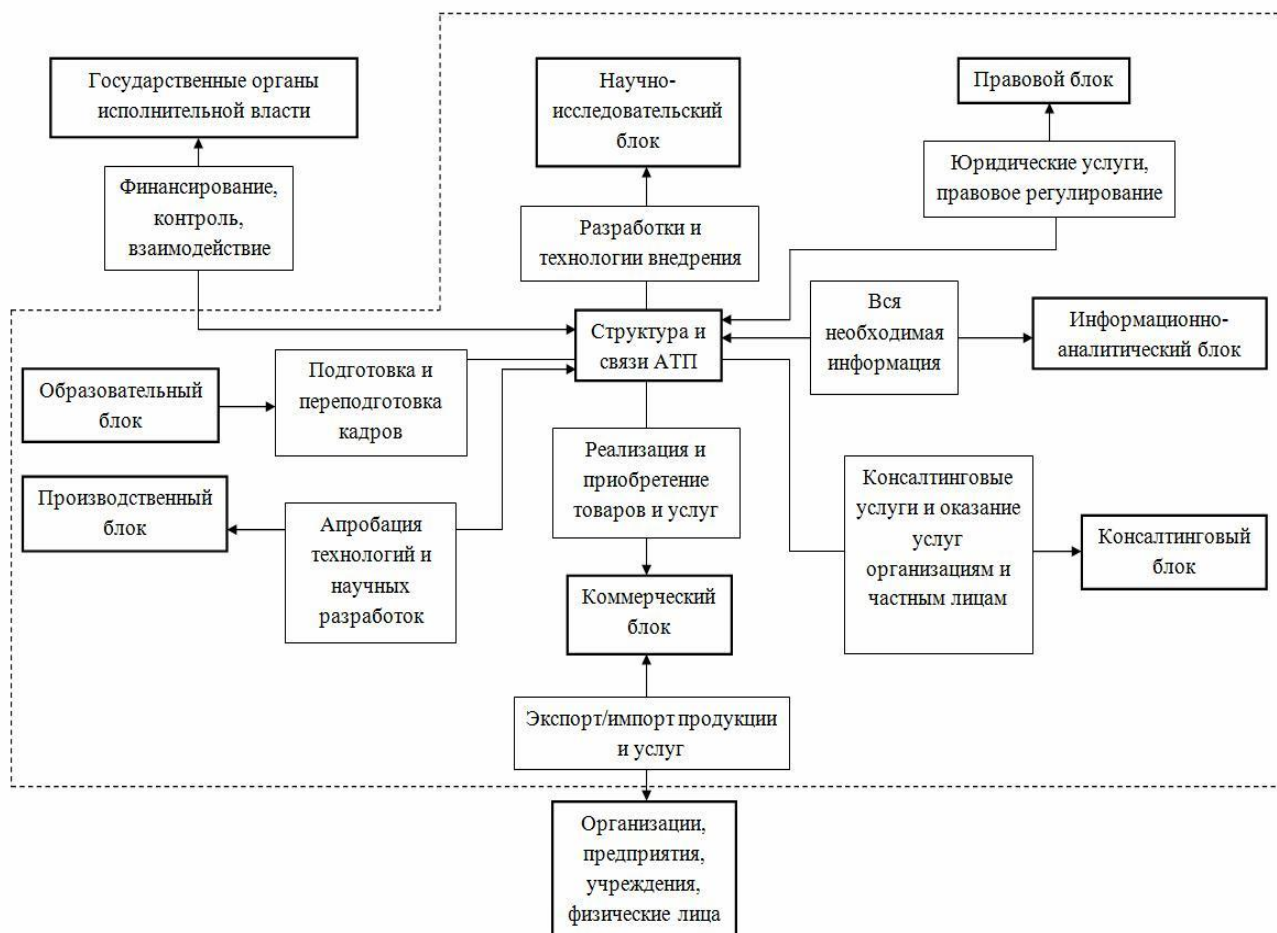 Государственные органы
исполнительной власти
Научно-
исследовательский
блок
Правовой блок
Финансирование,
контроль,
взаимодействие
Юридические услуги,
правовое регулирование
Разработки и
технологии внедрения
Структура и
связи АТП
Вся
необходимая
информация
Информационно-
аналитический блок
Образовательный
блок
Подготовка и
переподготовка
кадров
Производственный
блок
Апробация
технологий и
научных
разработок
Реализация и
приобретение
товаров и услуг
Консалтинговые
услуги и оказание
услуг
организациям и
частным лицам
Консалтинговый
блок
Коммерческий
блок
Экспорт/импорт продукции
и услуг
Организации,
предприятия,
учреждения,
физические лица